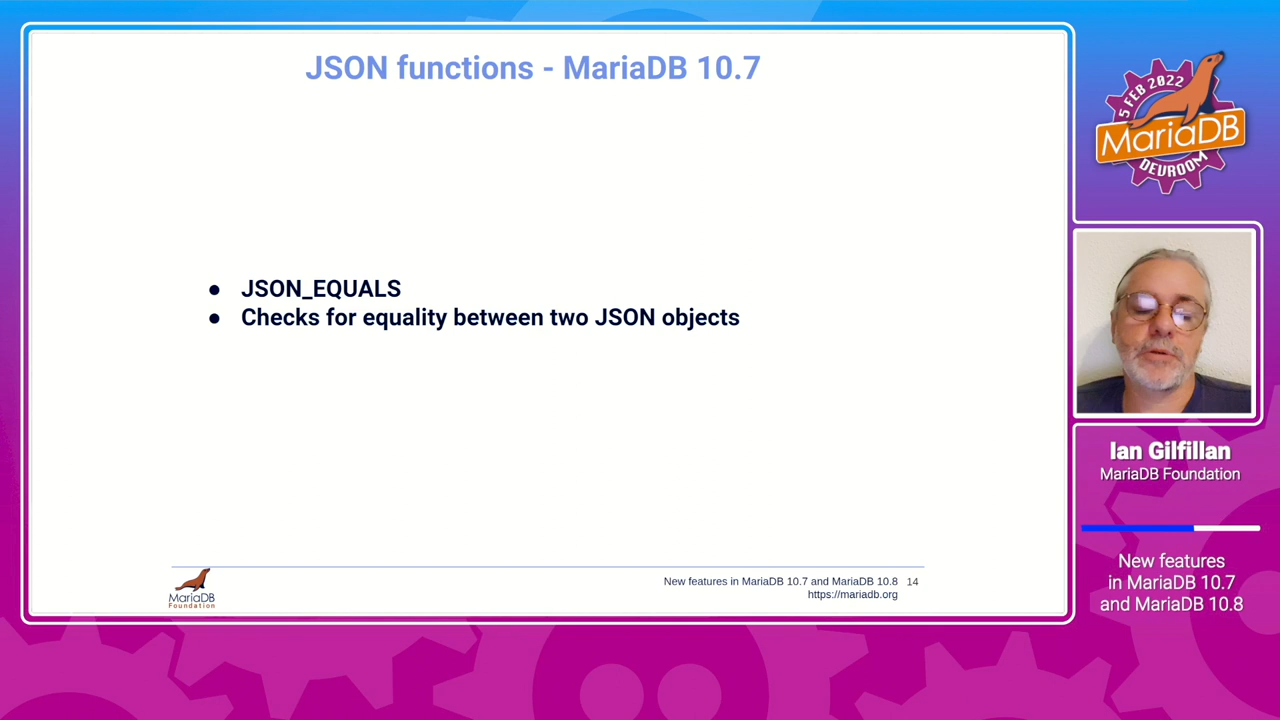 JSON functions - MariaDB 10.7
● JSON_EQUALS
● Checks for equality between two JSON objects
MariaDB
Foundation
New features in MariaDB 10.7 and MariaDB 10.8 14
https://mariadb.org
5 FEB 2022
MariaDB
DEVROOM
Ian Gilfillan
MariaDB Foundation
New features
in MariaDB 10.7
and MariaDB 10.8